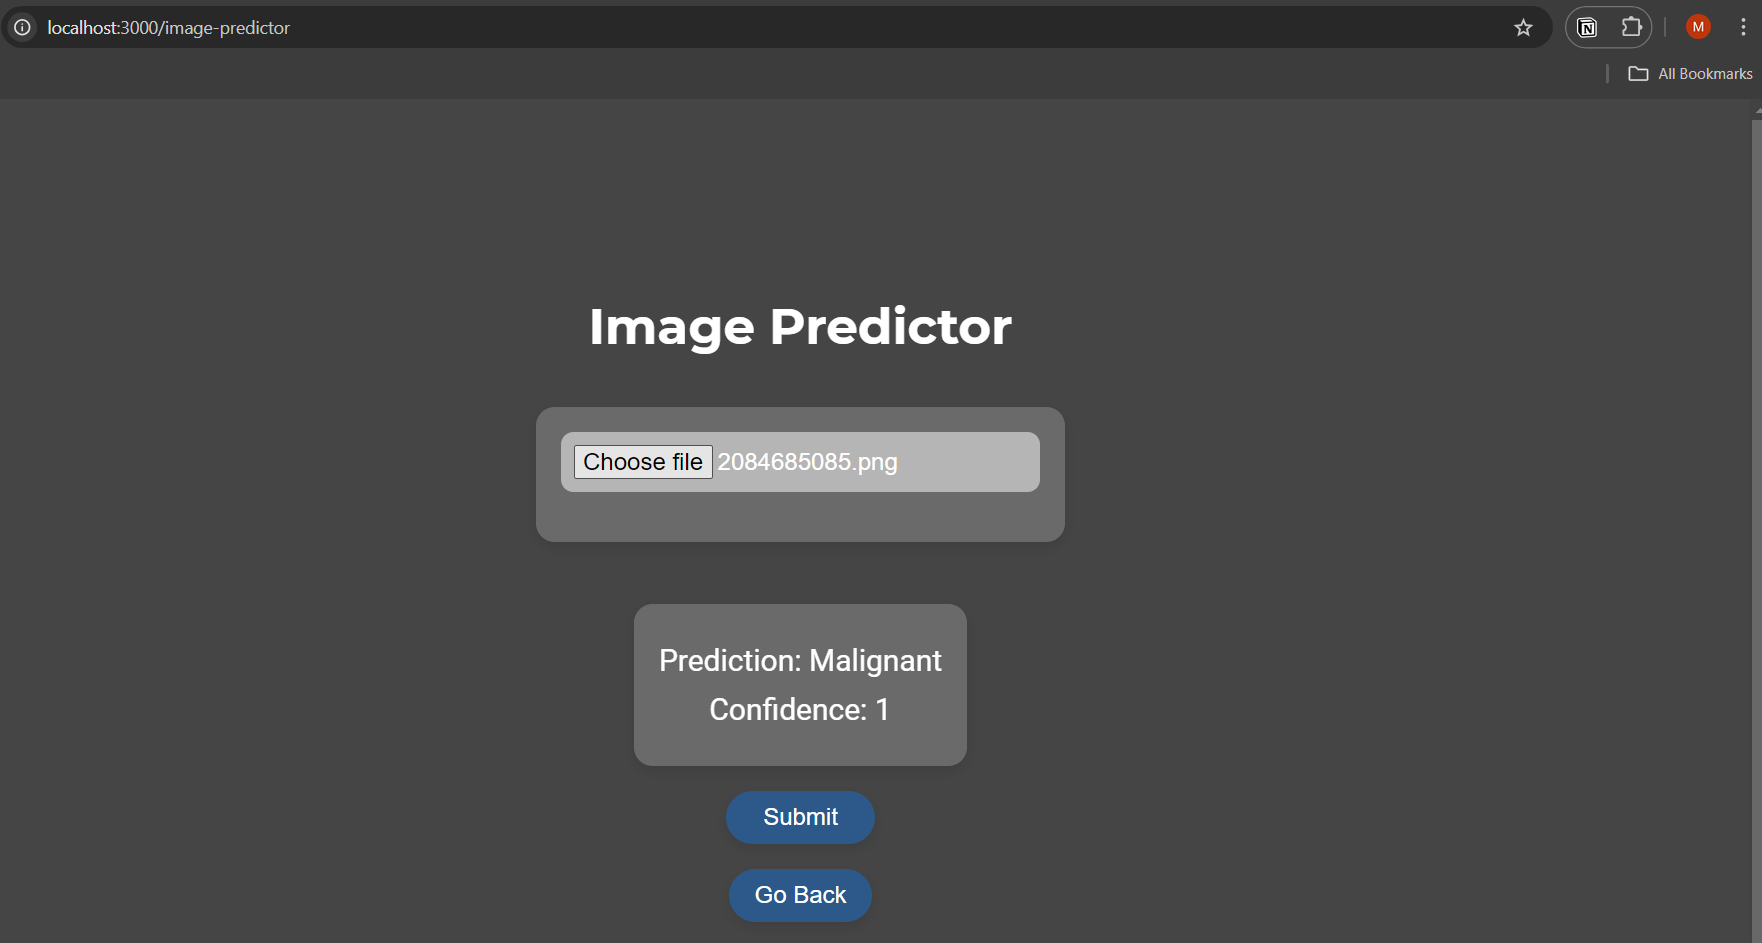 localhost:3000/image-predictor
M
All Bookmarks
Image Predictor
Choose file 2084685085.png
Prediction: Malignant
Confidence: 1
Submit
Go Back